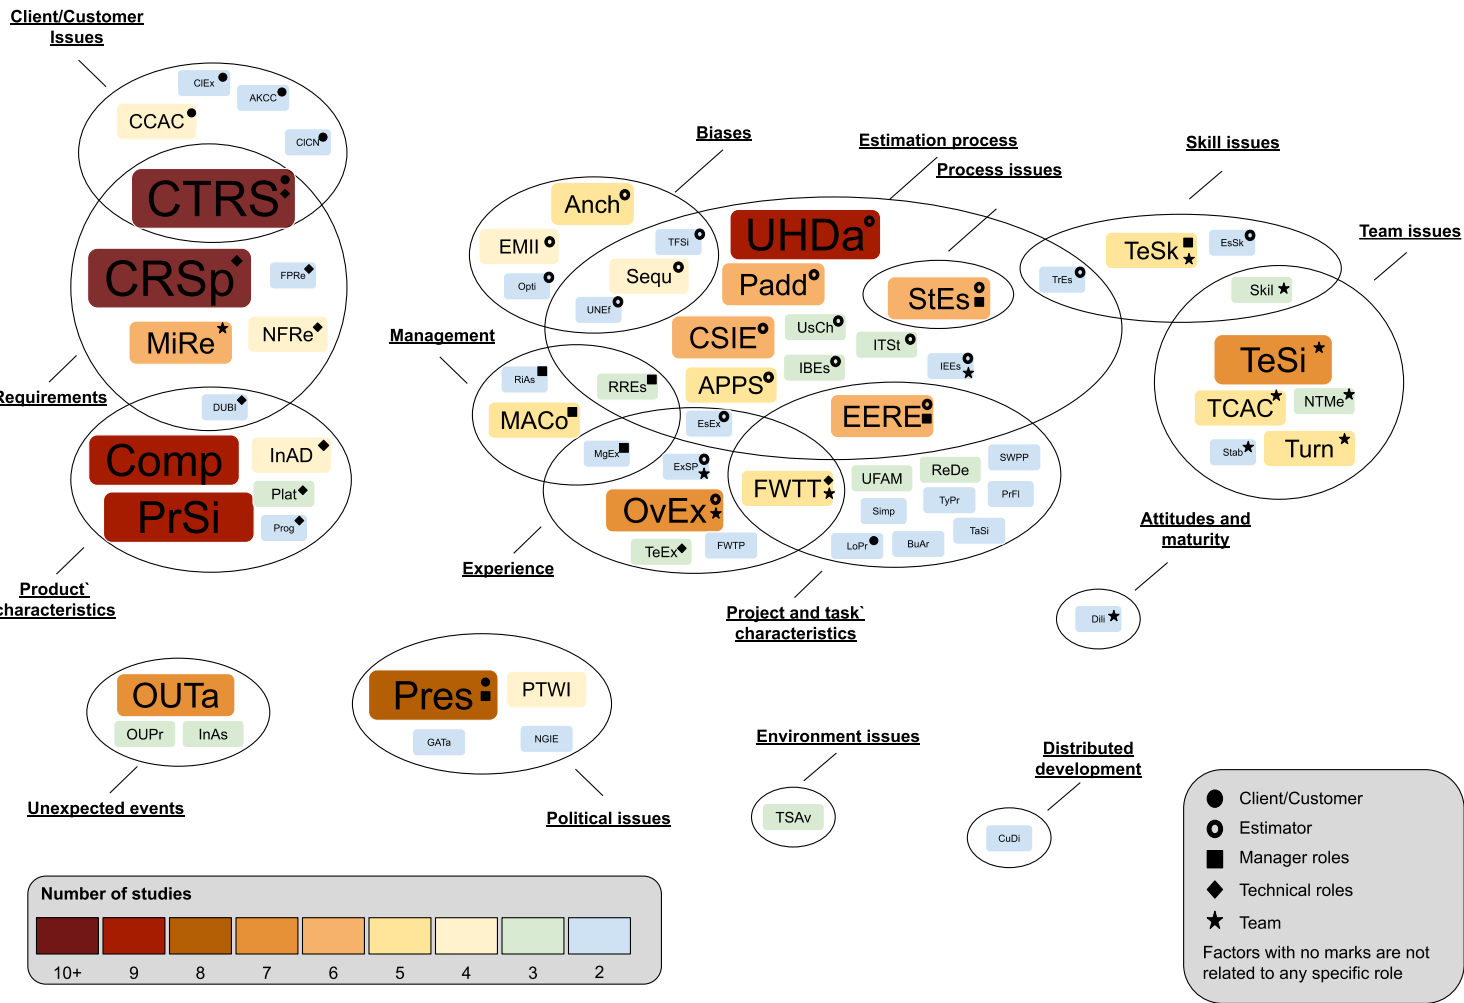 Client/Customer
Issues
ClEx
AKCC
CCAC
ClCN
CTRS
CRSp
FPRe
MiRe
NFRe
Requirements
DUBI
Comp
InAD
Plat
PrSi
Prog
Product`
characteristics
Biases
Anch
EMII
TFSi
Sequ
Opti
UNEf
Estimation process
Process issues
UHDa
Padd
StEs
CSIE
UsCh
ITSt
IBEs
IEEs
APPS
EERE
EsEx
Management
RiAs
RREs
MACo
MgEx
ExSP
OvEx
FWTT
TeEx
FWTP
Experience
UFAM
ReDe
SWPP
TyPr
PrFl
Simp
TaSi
LoPr
BuAr
Project and task`
characteristics
Skill issues
TeSk
EsSk
TrEs
Skil
Team issues
TeSi
TCAC
NTMe
Stab
Turn
Attitudes and
maturity
Dili
OUTa
OUPr
InAs
Unexpected events
Pres
PTWI
GATa
NGIE
Political issues
Environment issues
TSAv
Distributed
development
CuDi
Number of studies
10+ 9 8 7 6 5 4 3 2
Client/Customer
Estimator
Manager roles
Technical roles
Team
Factors with no marks are not
related to any specific role